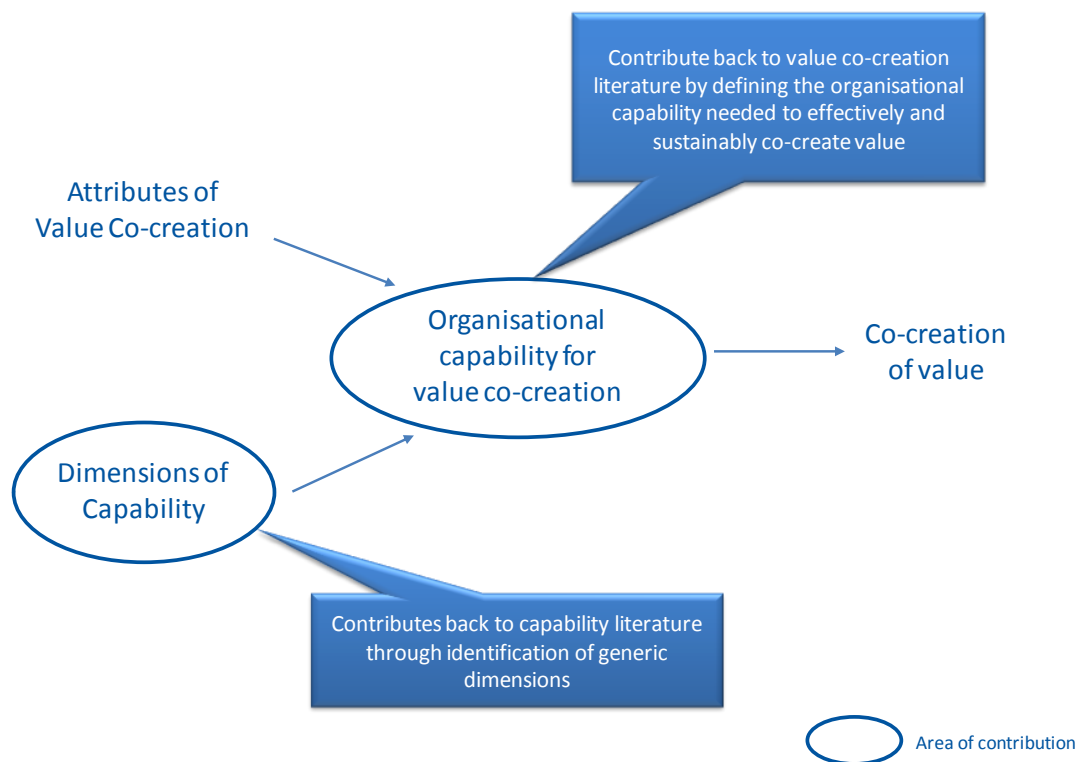 Contribute back to value co-creation
literature by defining the organisational
capability needed to effectively and
sustainably co-create value
Attributes of
Value Co-creation
Organisational
capability for
value co-creation
Co-creation
of value
Dimensions of
Capability
Contributes back to capability literature
through identification of generic
dimensions
Area of contribution